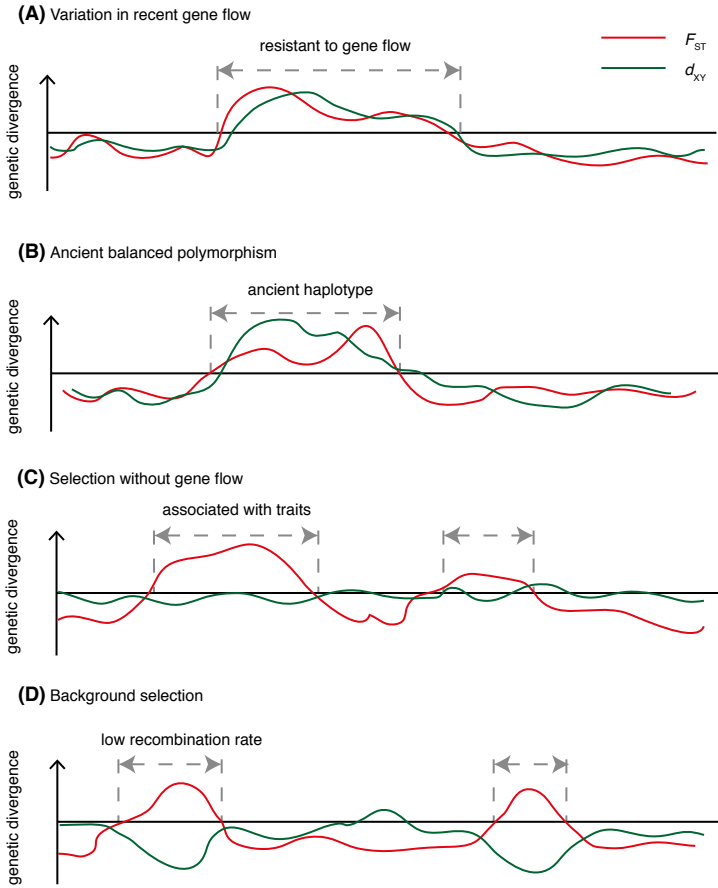 (A) Variation in recent gene flow
resistant to gene flow
F_ST
d_XY
genetic divergence
(B) Ancient balanced polymorphism
ancient haplotype
genetic divergence
(C) Selection without gene flow
associated with traits
genetic divergence
(D) Background selection
low recombination rate
genetic divergence